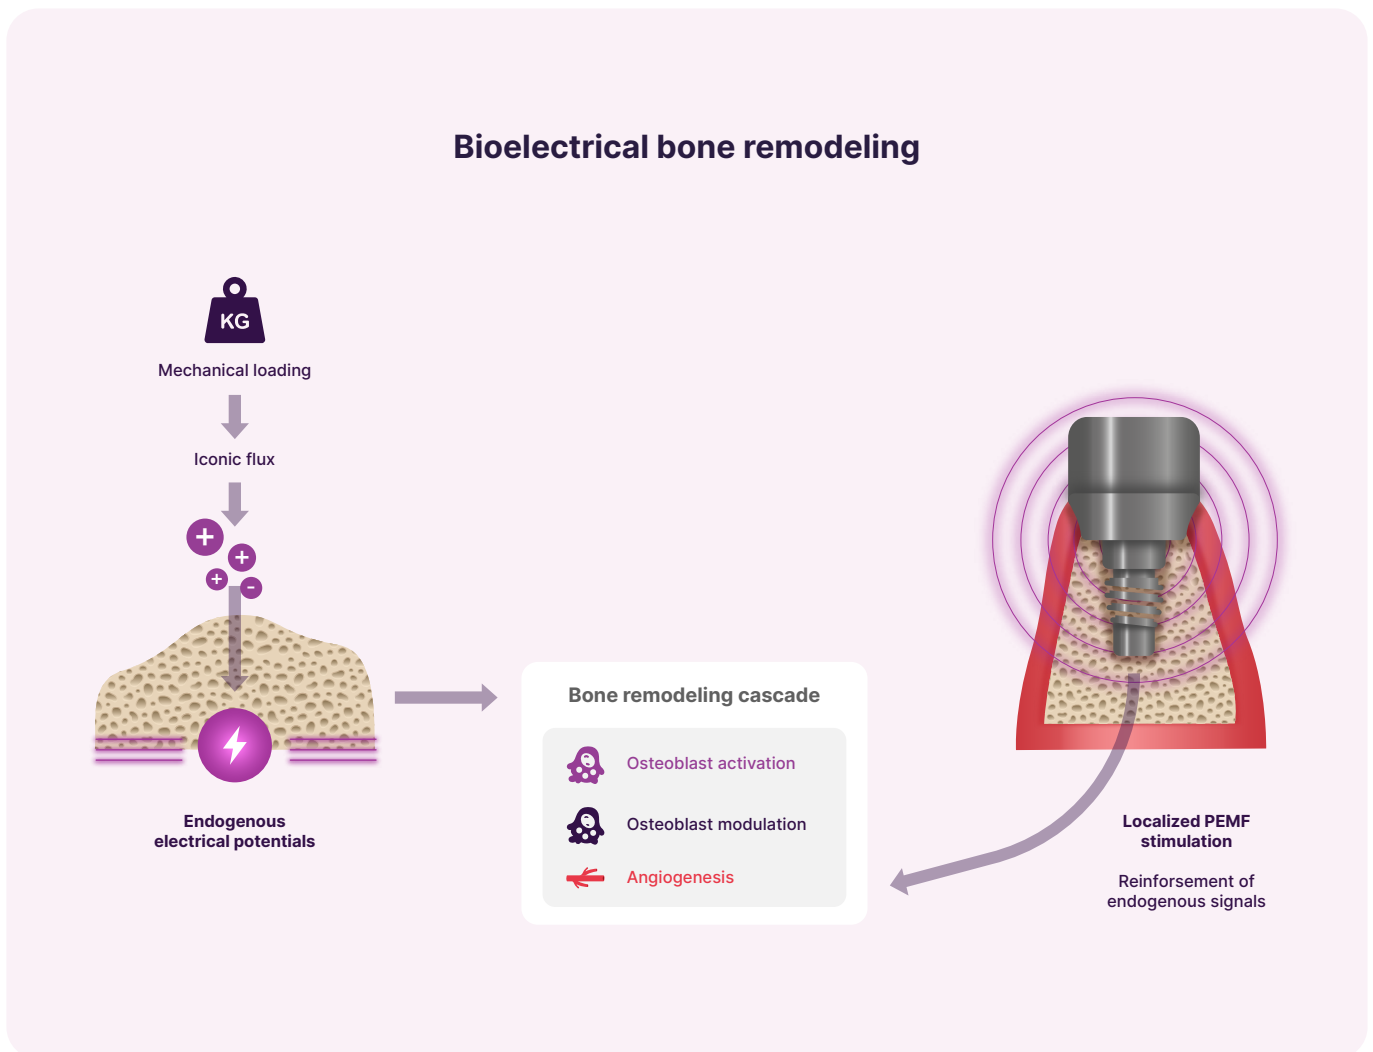 Bioelectrical bone remodeling
KG
Mechanical loading
Iconic flux
+
+
+
-
Endogenous
electrical potentials
Bone remodeling cascade
Osteoblast activation
Osteoblast modulation
Angiogenesis
Localized PEMF
stimulation
Reinforsement of
endogenous signals